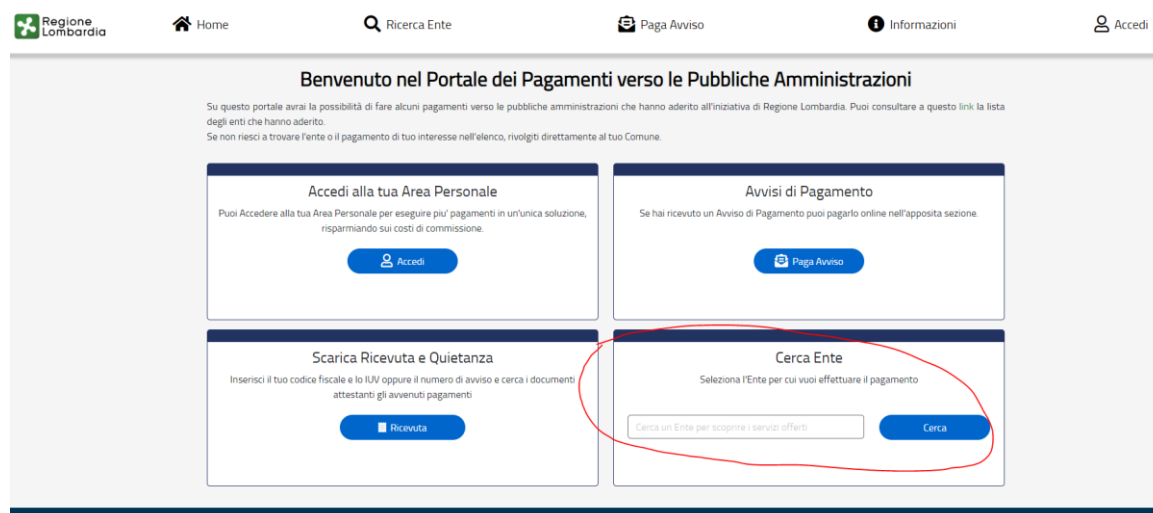 Regione
Lombardia
Home
Ricerca Ente
Paga Avviso
Informazioni
Accedi
Benvenuto nel Portale dei Pagamenti verso le Pubbliche Amministrazioni
Su questo portale avrai la possibilità di fare alcuni pagamenti verso le pubbliche amministrazioni che hanno aderito all'iniziativa di Regione Lombardia. Puoi consultare a questo link la lista
degli enti che hanno aderito.
Se non riesci a trovare l'ente o il pagamento di tuo interesse nell'elenco, rivolgiti direttamente al tuo Comune.
Accedi alla tua Area Personale
Puoi Accedere alla tua Area Personale per eseguire piu' pagamenti in un'unica soluzione,
risparmiando sui costi di commissione.
Accedi
Avvisi di Pagamento
Se hai ricevuto un Avviso di Pagamento puoi pagarlo online nell'apposita sezione.
Paga Avviso
Scarica Ricevuta e Quietanza
Inserisci il tuo codice fiscale e lo IUV oppure il numero di avviso e cerca i documenti
attestanti gli avvenuti pagamenti
Ricevuta
Cerca Ente
Seleziona l'Ente per cui vuoi effettuare il pagamento
Cerca un Ente per scoprire i servizi offerti
Cerca